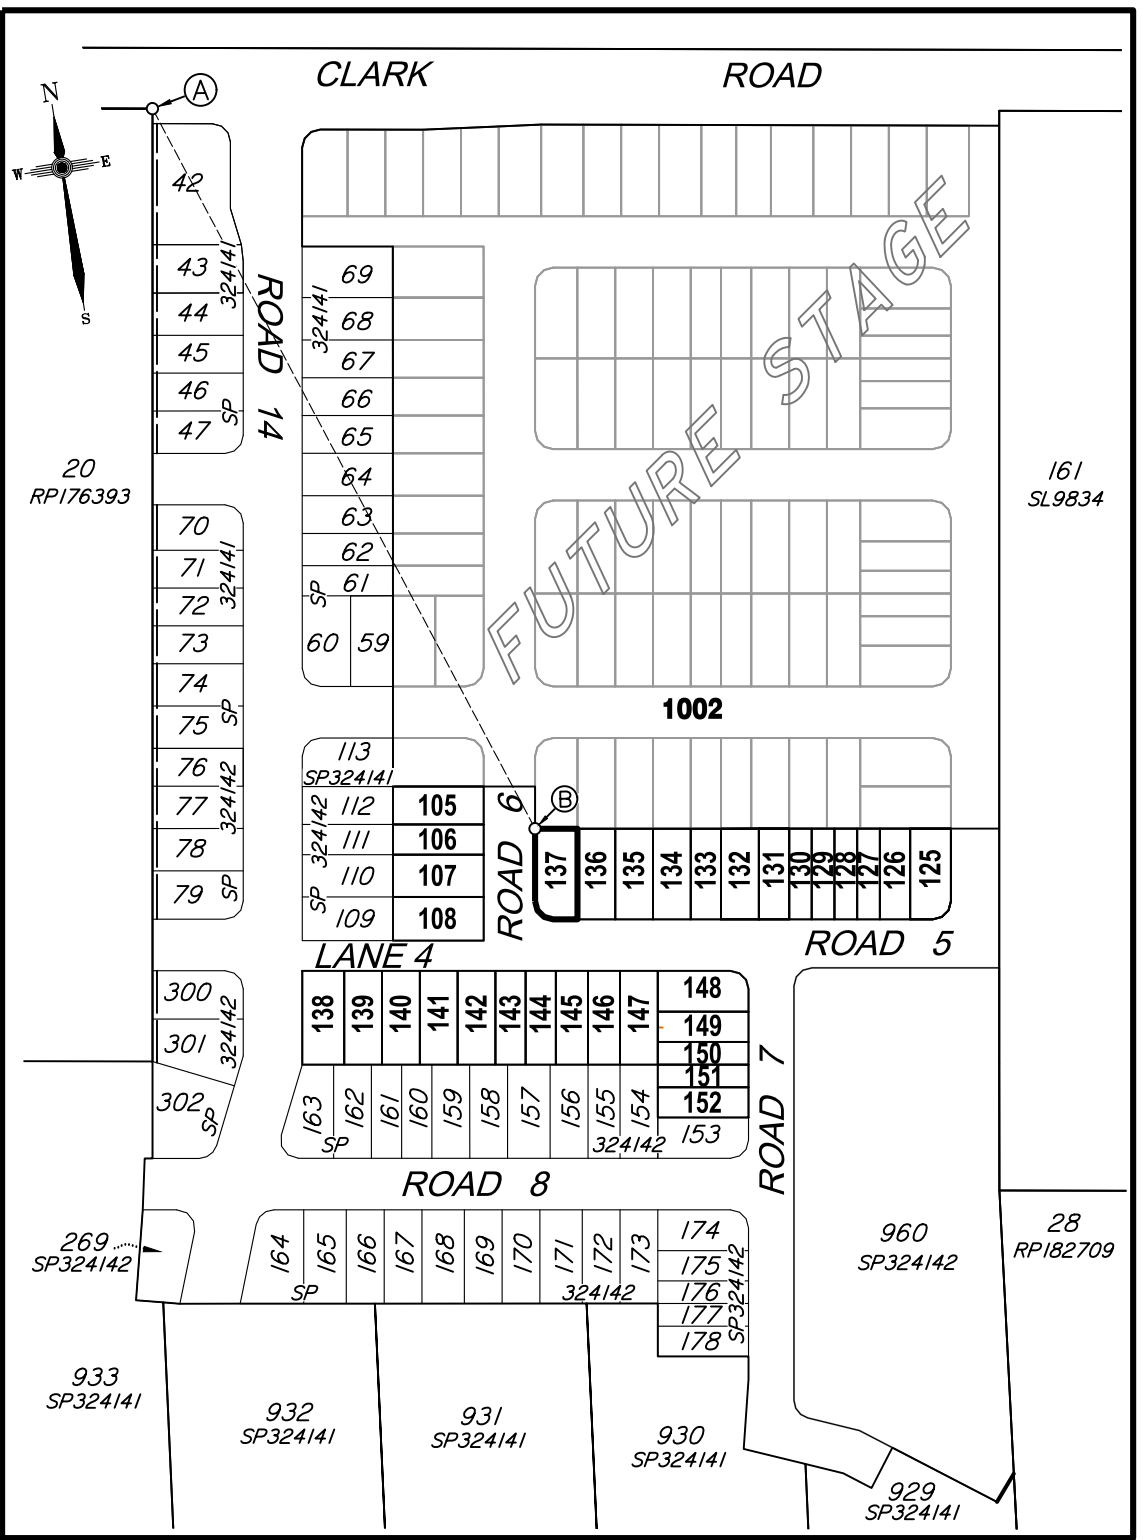 CLARK ROAD
A
N
W E
S
42
43
44
45
46
47
SP 324141
ROAD 14
69
68
67
66
65
64
63
62
61
60 59
SP 324141
FUTURE STAGE
20
RP176393
161
SL9834
70
71
72
73
74
75
SP 324141
76
77
78
79
SP 324142
1002
113
SP324141
112
111
110
109
SP 324142
105
106
107
108
ROAD 6
B
137 136 135 134 133 132 131 130 129 128 127 126 125
ROAD 5
LANE 4
300
301
302
SP 324142
138 139 140 141 142 143 144 145 146 147
148
149
150
151
152
153
163 162 161 160 159 158 157 156 155 154
SP 324142
ROAD 7
ROAD 8
269
SP324142
164 165 166 167 168 169 170 171 172 173
SP 324142
174
175
176
177
178
SP324142
960
SP324142
28
RP182709
933
SP324141
932
SP324141
931
SP324141
930
SP324141
929
SP324141